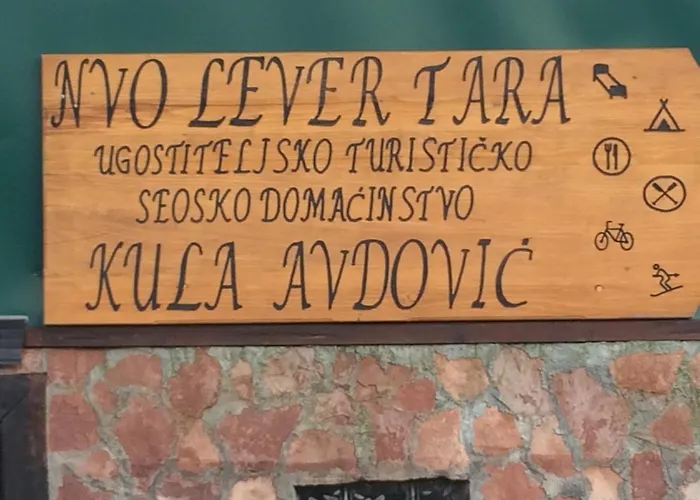 NVO LEVER TARA
UGOSTITELJSKO TURISTIČKO
SEOSKO DOMAĆINSTVO
KULA AVDOVIĆ